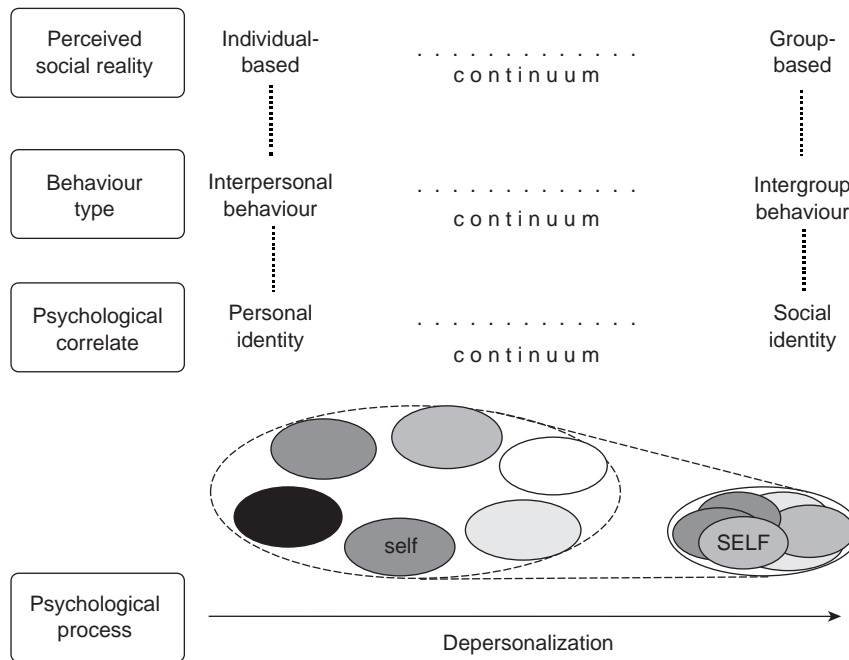 Perceived
social reality
Individual-
based
. . . . . . . . . . . . .
continuum
Group-
based
Behaviour
type
Interpersonal
behaviour
. . . . . . . . . . . . .
continuum
Intergroup
behaviour
Psychological
correlate
Personal
identity
. . . . . . . . . . . . .
continuum
Social
identity
self
SELF
Psychological
process
Depersonalization